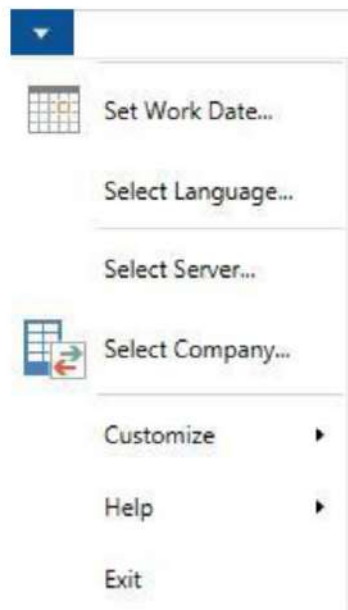 Set Work Date...
Select Language...
Select Server...
Select Company...
Customize
Help
Exit